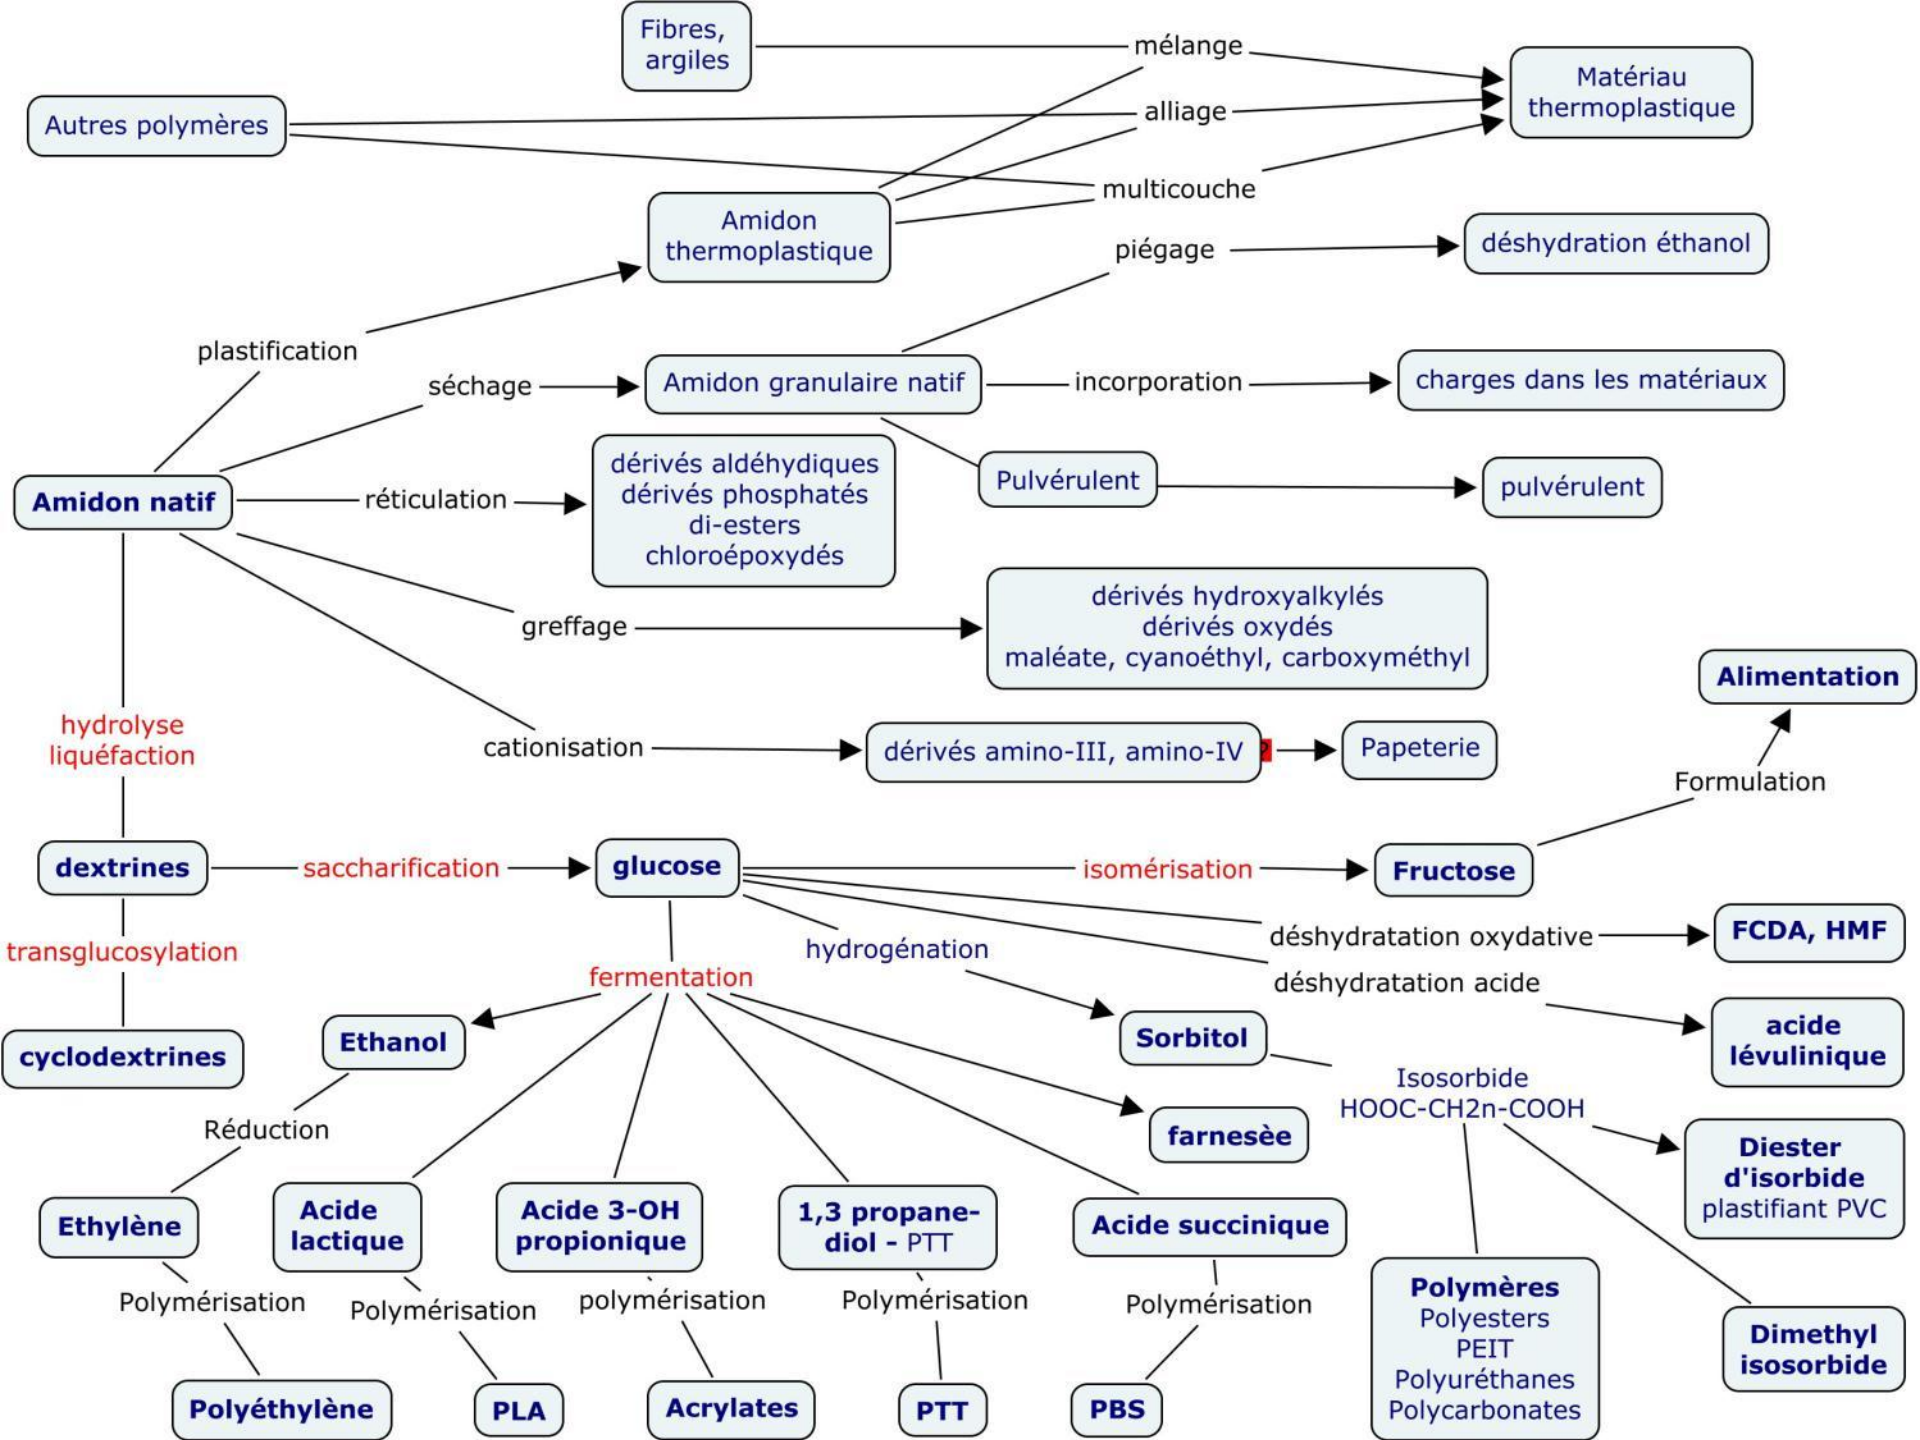 Fibres,
argiles
mélange
Matériau
thermoplastique
Autres polymères
alliage
multicouche
Amidon
thermoplastique
piégage
déshydration éthanol
plastification
séchage
Amidon granulaire natif
incorporation
charges dans les matériaux
Amidon natif
réticulation
dérivés aldéhydiques
dérivés phosphatés
di-esters
chloroépoxydés
Pulvérulent
pulvérulent
greffage
dérivés hydroxyalkylés
dérivés oxydés
maléate, cyanoéthyl, carboxyméthyl
Alimentation
hydrolyse
liquéfaction
cationisation
dérivés amino-III, amino-IV
?
Papeterie
Formulation
dextrines
saccharification
glucose
isomérisation
Fructose
transglucosylation
fermentation
hydrogénation
déshydratation oxydative
FCDA, HMF
déshydratation acide
acide
lévulinique
cyclodextrines
Ethanol
Sorbitol
Isosorbide
HOOC-CH2n-COOH
Réduction
farnesèe
Diester
d'isorbide
plastifiant PVC
Ethylène
Acide
lactique
Acide 3-OH
propionique
1,3 propane-
diol - PTT
Acide succinique
Polymérisation
Polymérisation
polymérisation
Polymérisation
Polymérisation
Polymères
Polyesters
PEIT
Polyuréthanes
Polycarbonates
Dimethyl
isosorbide
Polyéthylène
PLA
Acrylates
PTT
PBS